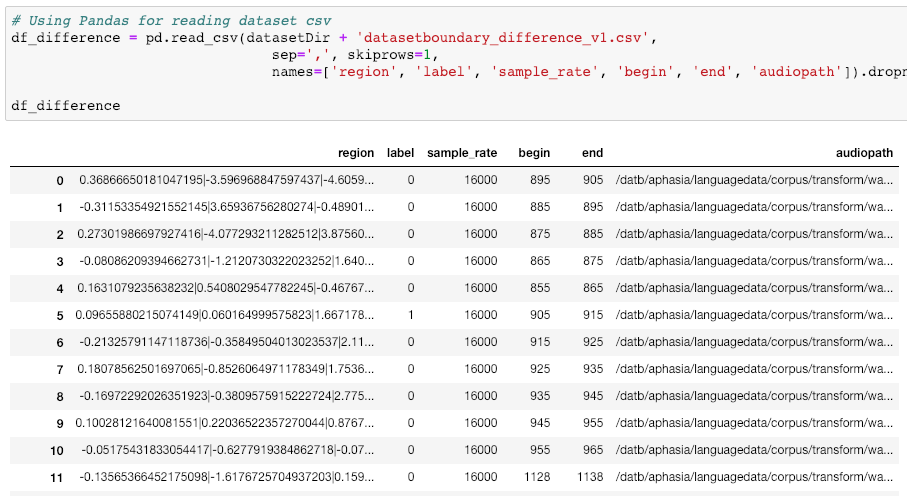 # Using Pandas for reading dataset csv
df_difference = pd.read_csv(datasetDir + 'datasetboundary_difference_v1.csv',
sep=',', skiprows=1,
names=['region', 'label', 'sample_rate', 'begin', 'end', 'audiopath']).dropn
df_difference
region label sample_rate begin end audiopath
0 0.36866650181047195|-3.596968847597437|-4.6059... 0 16000 895 905 /datb/aphasia/languagedata/corpus/transform/wa...
1 -0.31153354921552145|3.65936756280274|-0.48901... 0 16000 885 895 /datb/aphasia/languagedata/corpus/transform/wa...
2 0.27301986697927416|-4.077293211282512|3.87560... 0 16000 875 885 /datb/aphasia/languagedata/corpus/transform/wa...
3 -0.08086209394662731|-1.2120730322023252|1.640... 0 16000 865 875 /datb/aphasia/languagedata/corpus/transform/wa...
4 0.1631079235638232|0.5408029547782245|-0.46767... 0 16000 855 865 /datb/aphasia/languagedata/corpus/transform/wa...
5 0.09655880215074149|0.060164999575823|1.667178... 1 16000 905 915 /datb/aphasia/languagedata/corpus/transform/wa...
6 -0.21325791147118736|-0.35849504013023537|2.11... 0 16000 915 925 /datb/aphasia/languagedata/corpus/transform/wa...
7 0.18078562501697065|-0.8526064971178349|1.7536... 0 16000 925 935 /datb/aphasia/languagedata/corpus/transform/wa...
8 -0.16972292026351923|-0.3809575915222724|2.775... 0 16000 935 945 /datb/aphasia/languagedata/corpus/transform/wa...
9 0.10028121640081551|0.22036522357270044|0.8767... 0 16000 945 955 /datb/aphasia/languagedata/corpus/transform/wa...
10 -0.05175431833054417|-0.6277919384862718|-0.07... 0 16000 955 965 /datb/aphasia/languagedata/corpus/transform/wa...
11 -0.13565366452175098|-1.6176725704937203|0.159... 0 16000 1128 1138 /datb/aphasia/languagedata/corpus/transform/wa...